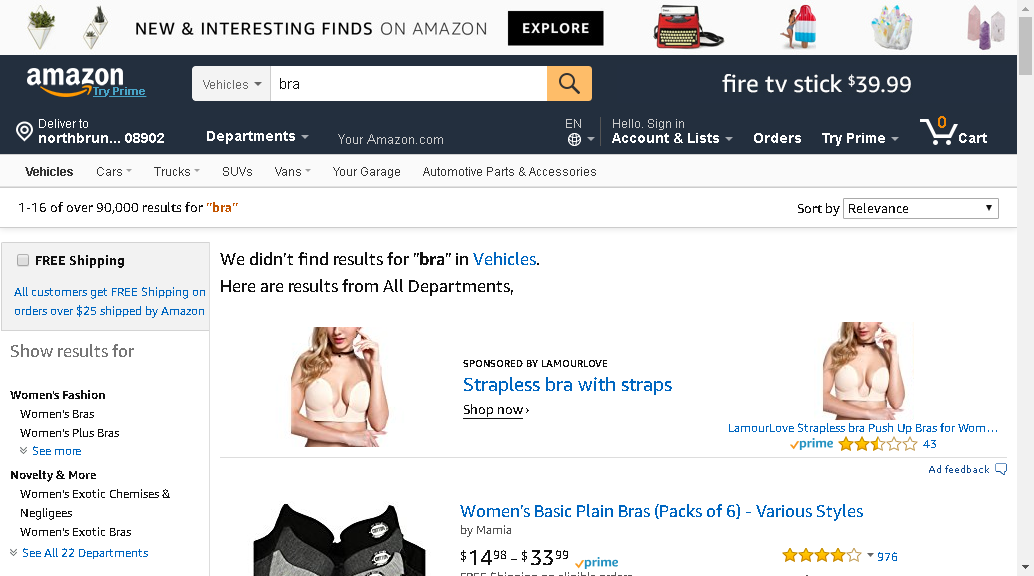 NEW & INTERESTING FINDS ON AMAZON EXPLORE
amazon
Try Prime
Vehicles bra
fire tv stick $39.99
Deliver to
northbrun... 08902
Departments
Your Amazon.com
EN
Hello. Sign in
Account & Lists
Orders
Try Prime
0
Cart
Vehicles Cars Trucks SUVs Vans Your Garage Automotive Parts & Accessories
1-16 of over 90,000 results for "bra"
Sort by Relevance
FREE Shipping
All customers get FREE Shipping on
orders over $25 shipped by Amazon
Show results for
Women's Fashion
Women's Bras
Women's Plus Bras
See more
Novelty & More
Women's Exotic Chemises &
Negligees
Women's Exotic Bras
See All 22 Departments
We didn't find results for "bra" in Vehicles.
Here are results from All Departments,
SPONSORED BY LAMOURLOVE
Strapless bra with straps
Shop now ›
LamourLove Strapless bra Push Up Bras for Wom...
prime 43
Ad feedback
Women's Basic Plain Bras (Packs of 6) - Various Styles
by Mamia
$14.98 - $33.99 prime
976
FREE Shipping on eligible orders